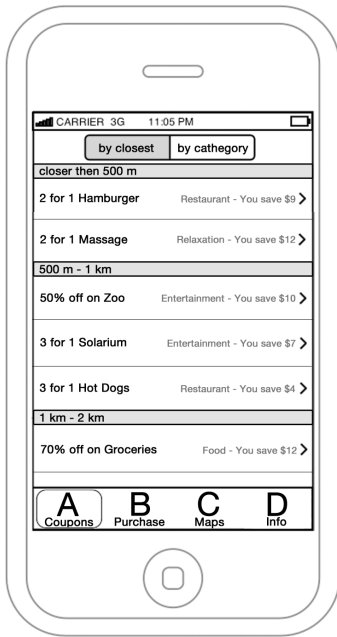 CARRIER 3G 11:05 PM
by closest by cathegory
closer then 500 m
2 for 1 Hamburger Restaurant - You save $9
2 for 1 Massage Relaxation - You save $12
500 m - 1 km
50% off on Zoo Entertainment - You save $10
3 for 1 Solarium Entertainment - You save $7
3 for 1 Hot Dogs Restaurant - You save $4
1 km - 2 km
70% off on Groceries Food - You save $12
A B C D
Coupons Purchase Maps Info